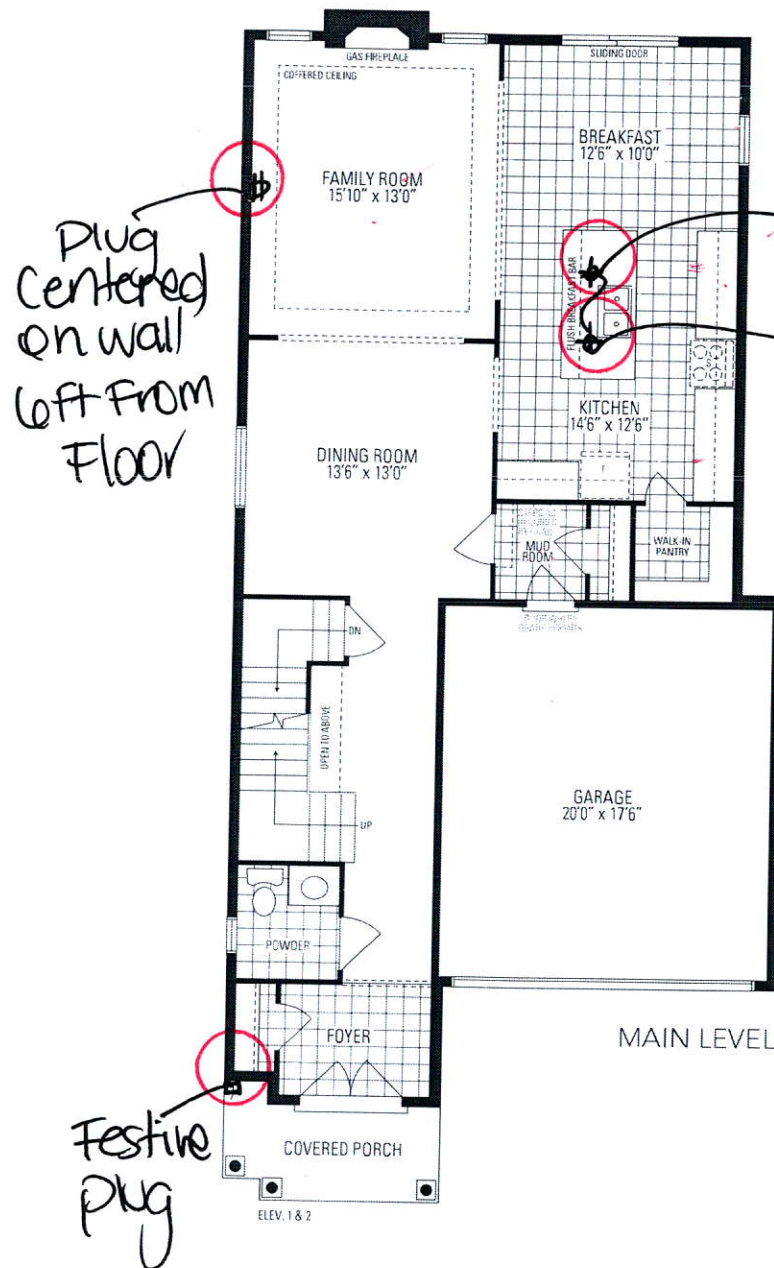 GAS FIREPLACE
SLIDING DOOR
COFFERED CEILING
BREAKFAST
12'6" x 10'0"
FAMILY ROOM
15'10" x 13'0"
Plug
Centered
on wall
6ft From
Floor
FLUSH BREAKFAST BAR
S
KITCHEN
14'6" x 12'6"
DINING ROOM
13'6" x 13'0"
MUD
ROOM
WALK-IN
PANTRY
DN
OPEN TO ABOVE
GARAGE
20'0" x 17'6"
UP
POWDER
FOYER
MAIN LEVEL
Festive
plug
COVERED PORCH
ELEV. 1 & 2